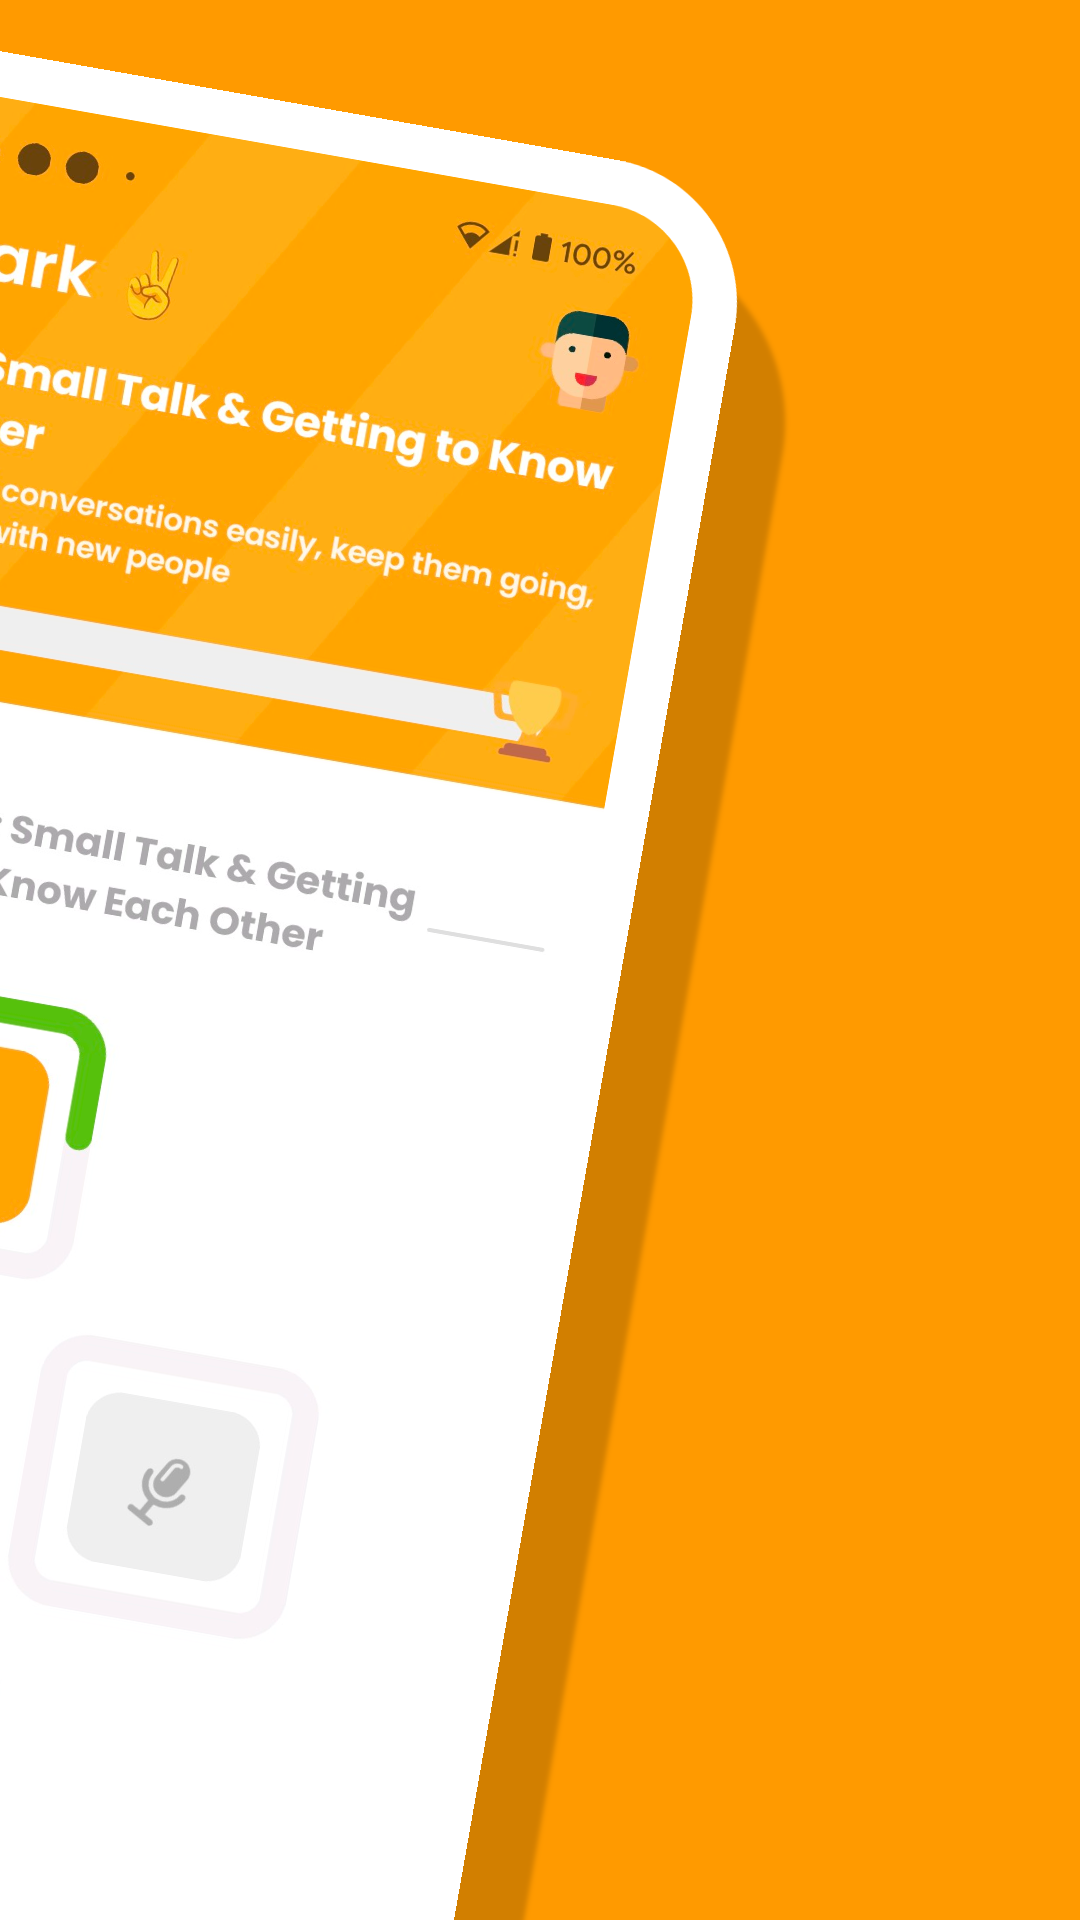 100%
ark ✌️
Small Talk & Getting to Know
er
conversations easily, keep them going,
with new people
Small Talk & Getting
Know Each Other